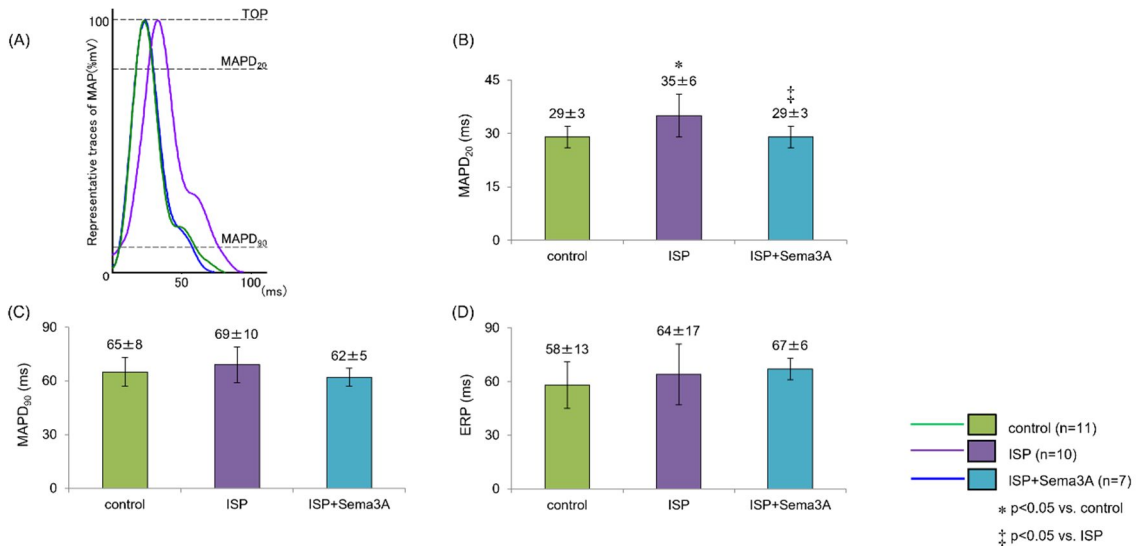 (A)
Representative traces of MAP(%mV)
100
0
TOP
MAPD20
MAPD90
50
100
(ms)
(B)
MAPD20 (ms)
45
30
15
0
*
35±6
‡
29±3
29±3
control
ISP
ISP+Sema3A
(C)
MAPD90 (ms)
90
60
30
0
65±8
69±10
62±5
control
ISP
ISP+Sema3A
(D)
ERP (ms)
90
60
30
0
58±13
64±17
67±6
control
ISP
ISP+Sema3A
control (n=11)
ISP (n=10)
ISP+Sema3A (n=7)
* p<0.05 vs. control
‡ p<0.05 vs. ISP